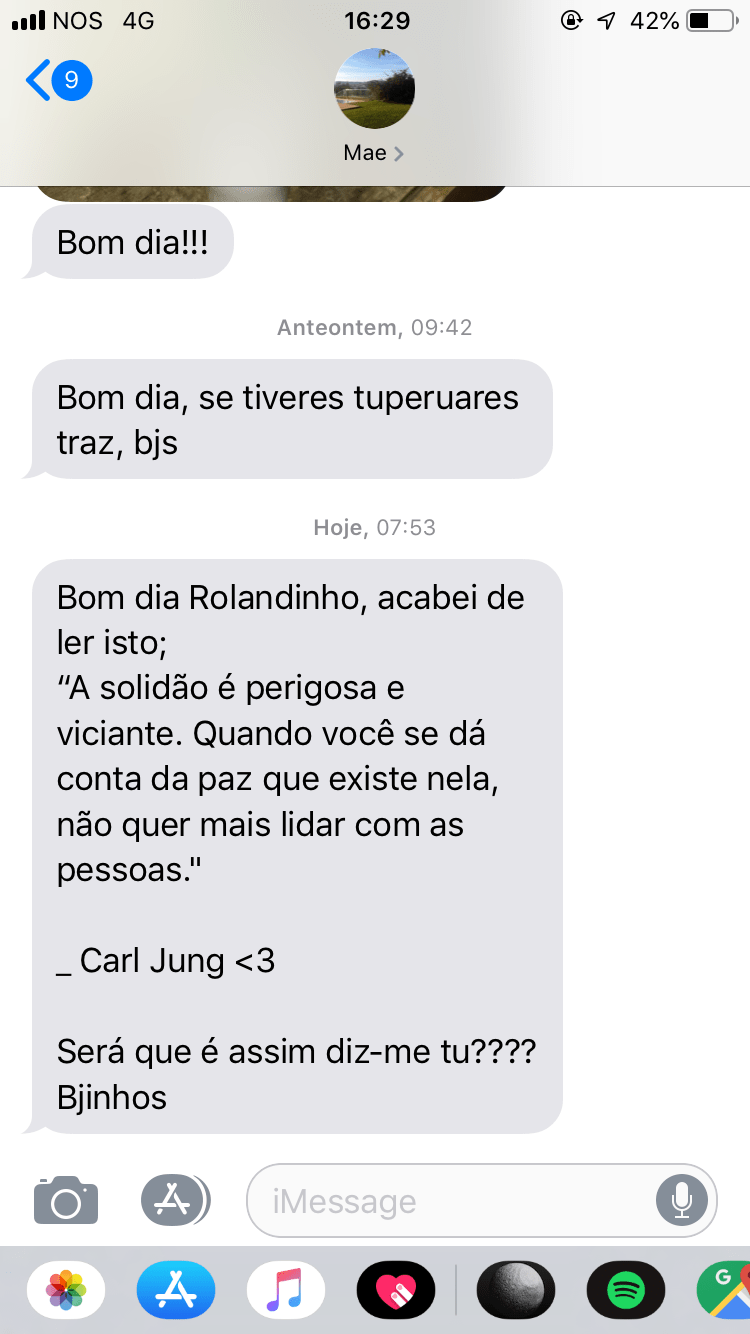 NOS 4G 16:29 42%
9
Mae
Bom dia!!!
Anteontem, 09:42
Bom dia, se tiveres tuperuares
traz, bjs
Hoje, 07:53
Bom dia Rolandinho, acabei de
ler isto;
“A solidão é perigosa e
viciante. Quando você se dá
conta da paz que existe nela,
não quer mais lidar com as
pessoas."
_ Carl Jung <3
Será que é assim diz-me tu????
Bjinhos
iMessage
G